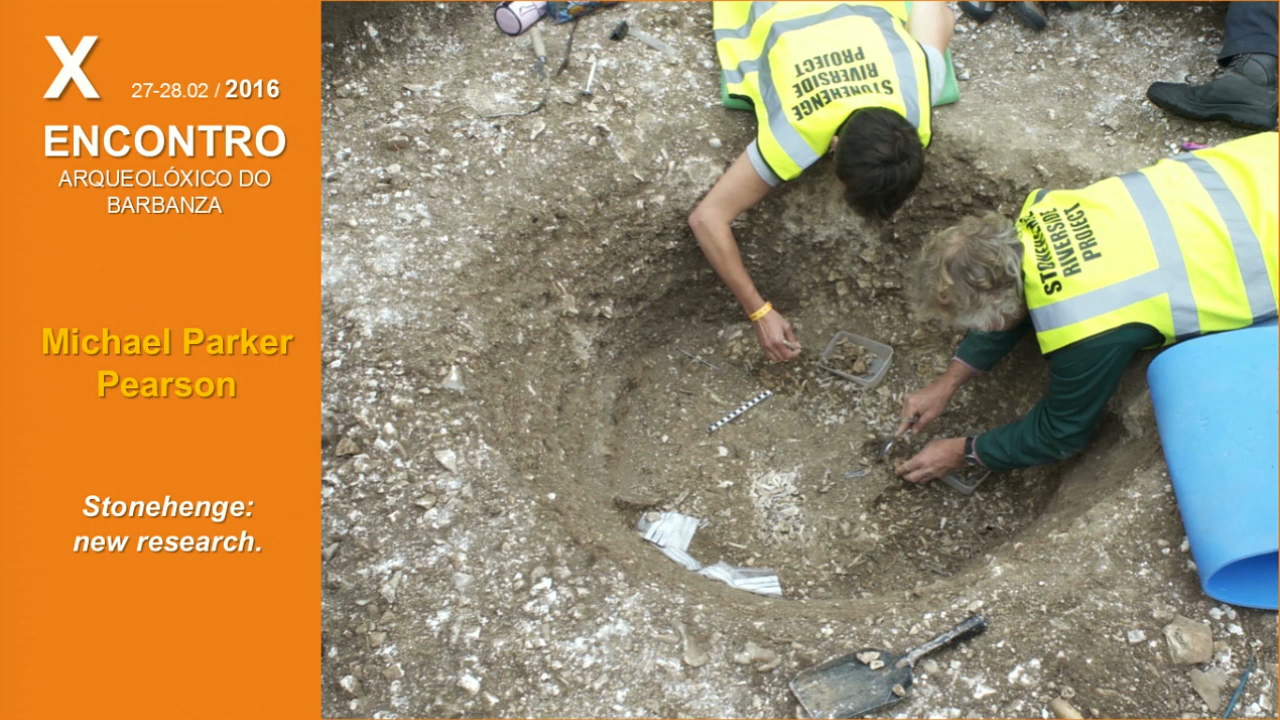 X
27-28.02 / 2016
ENCONTRO
ARQUEOLÓXICO DO
BARBANZA
Michael Parker
Pearson
Stonehenge:
new research.
STONEHENGE
RIVERSIDE
PROJECT
STONEHENGE
RIVERSIDE
PROJECT